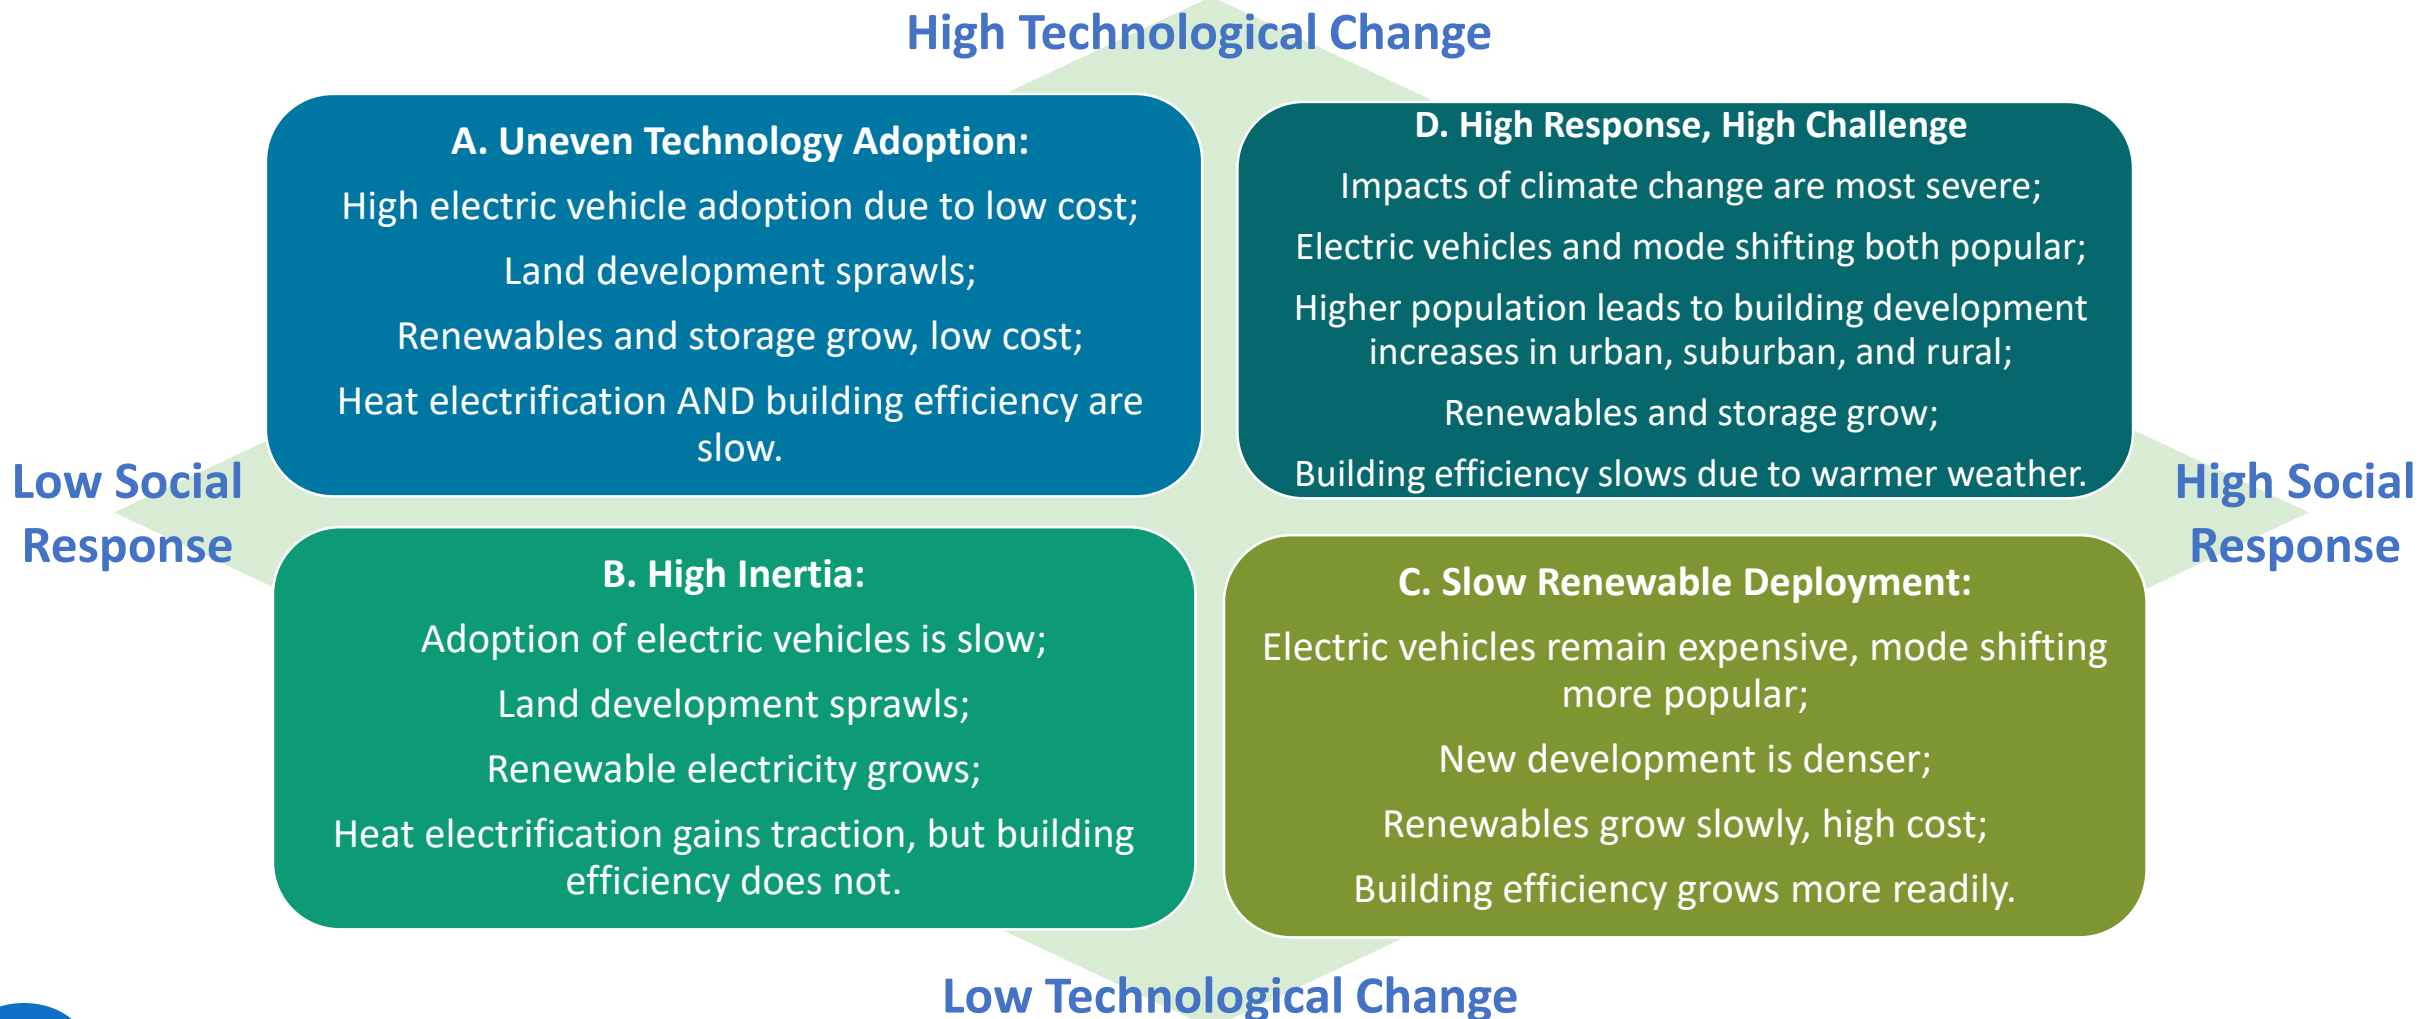 High Technological Change
A. Uneven Technology Adoption:
High electric vehicle adoption due to low cost;
Land development sprawls;
Renewables and storage grow, low cost;
Heat electrification AND building efficiency are
slow.
D. High Response, High Challenge
Impacts of climate change are most severe;
Electric vehicles and mode shifting both popular;
Higher population leads to building development
increases in urban, suburban, and rural;
Renewables and storage grow;
Building efficiency slows due to warmer weather.
Low Social
Response
High Social
Response
B. High Inertia:
Adoption of electric vehicles is slow;
Land development sprawls;
Renewable electricity grows;
Heat electrification gains traction, but building
efficiency does not.
C. Slow Renewable Deployment:
Electric vehicles remain expensive, mode shifting
more popular;
New development is denser;
Renewables grow slowly, high cost;
Building efficiency grows more readily.
Low Technological Change